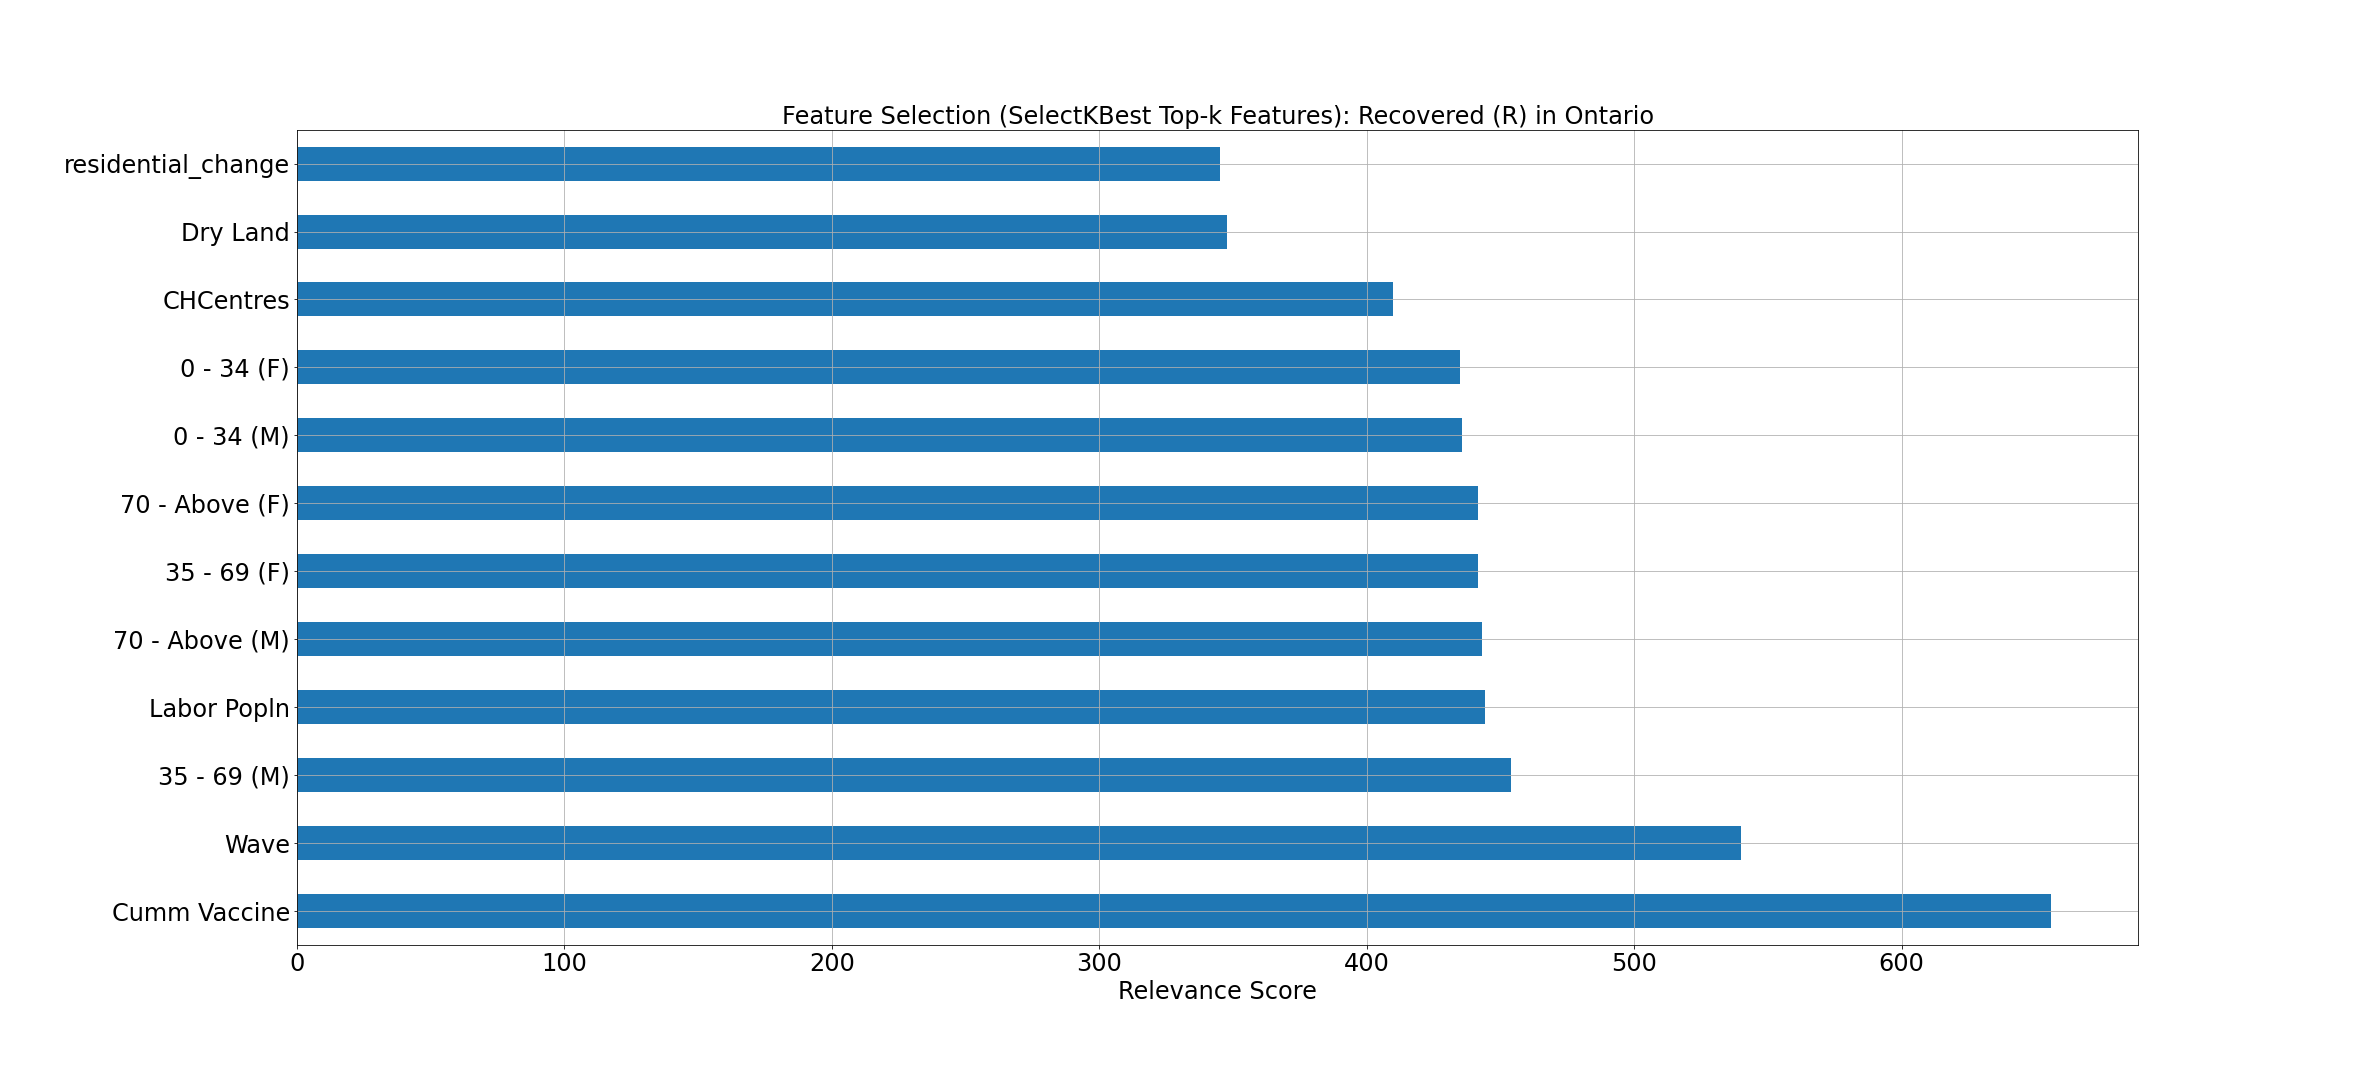 Feature Selection (SelectKBest Top-k Features): Recovered (R) in Ontario
residential_change
Dry Land
CHCentres
0 - 34 (F)
0 - 34 (M)
70 - Above (F)
35 - 69 (F)
70 - Above (M)
Labor Popln
35 - 69 (M)
Wave
Cumm Vaccine
0 100 200 300 400 500 600
Relevance Score